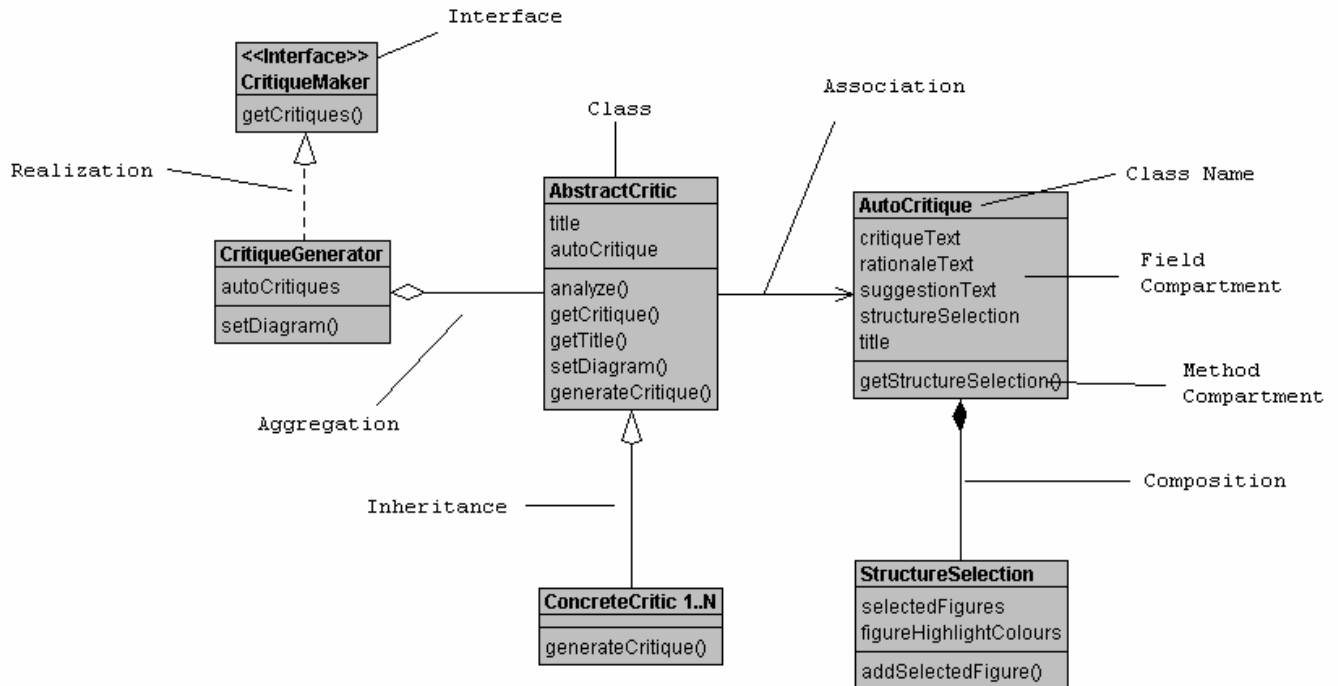 Interface
<<Interface>>
CritiqueMaker
getCritiques()
Realization
CritiqueGenerator
autoCritiques
setDiagram()
Aggregation
Class
AbstractCritic
title
autoCritique
analyze()
getCritique()
getTitle()
setDiagram()
generateCritique()
Inheritance
ConcreteCritic 1..N
generateCritique()
Association
Class Name
AutoCritique
critiqueText
rationaleText
suggestionText
structureSelection
title
getStructureSelection()
Field
Compartment
Method
Compartment
Composition
StructureSelection
selectedFigures
figureHighlightColours
addSelectedFigure()